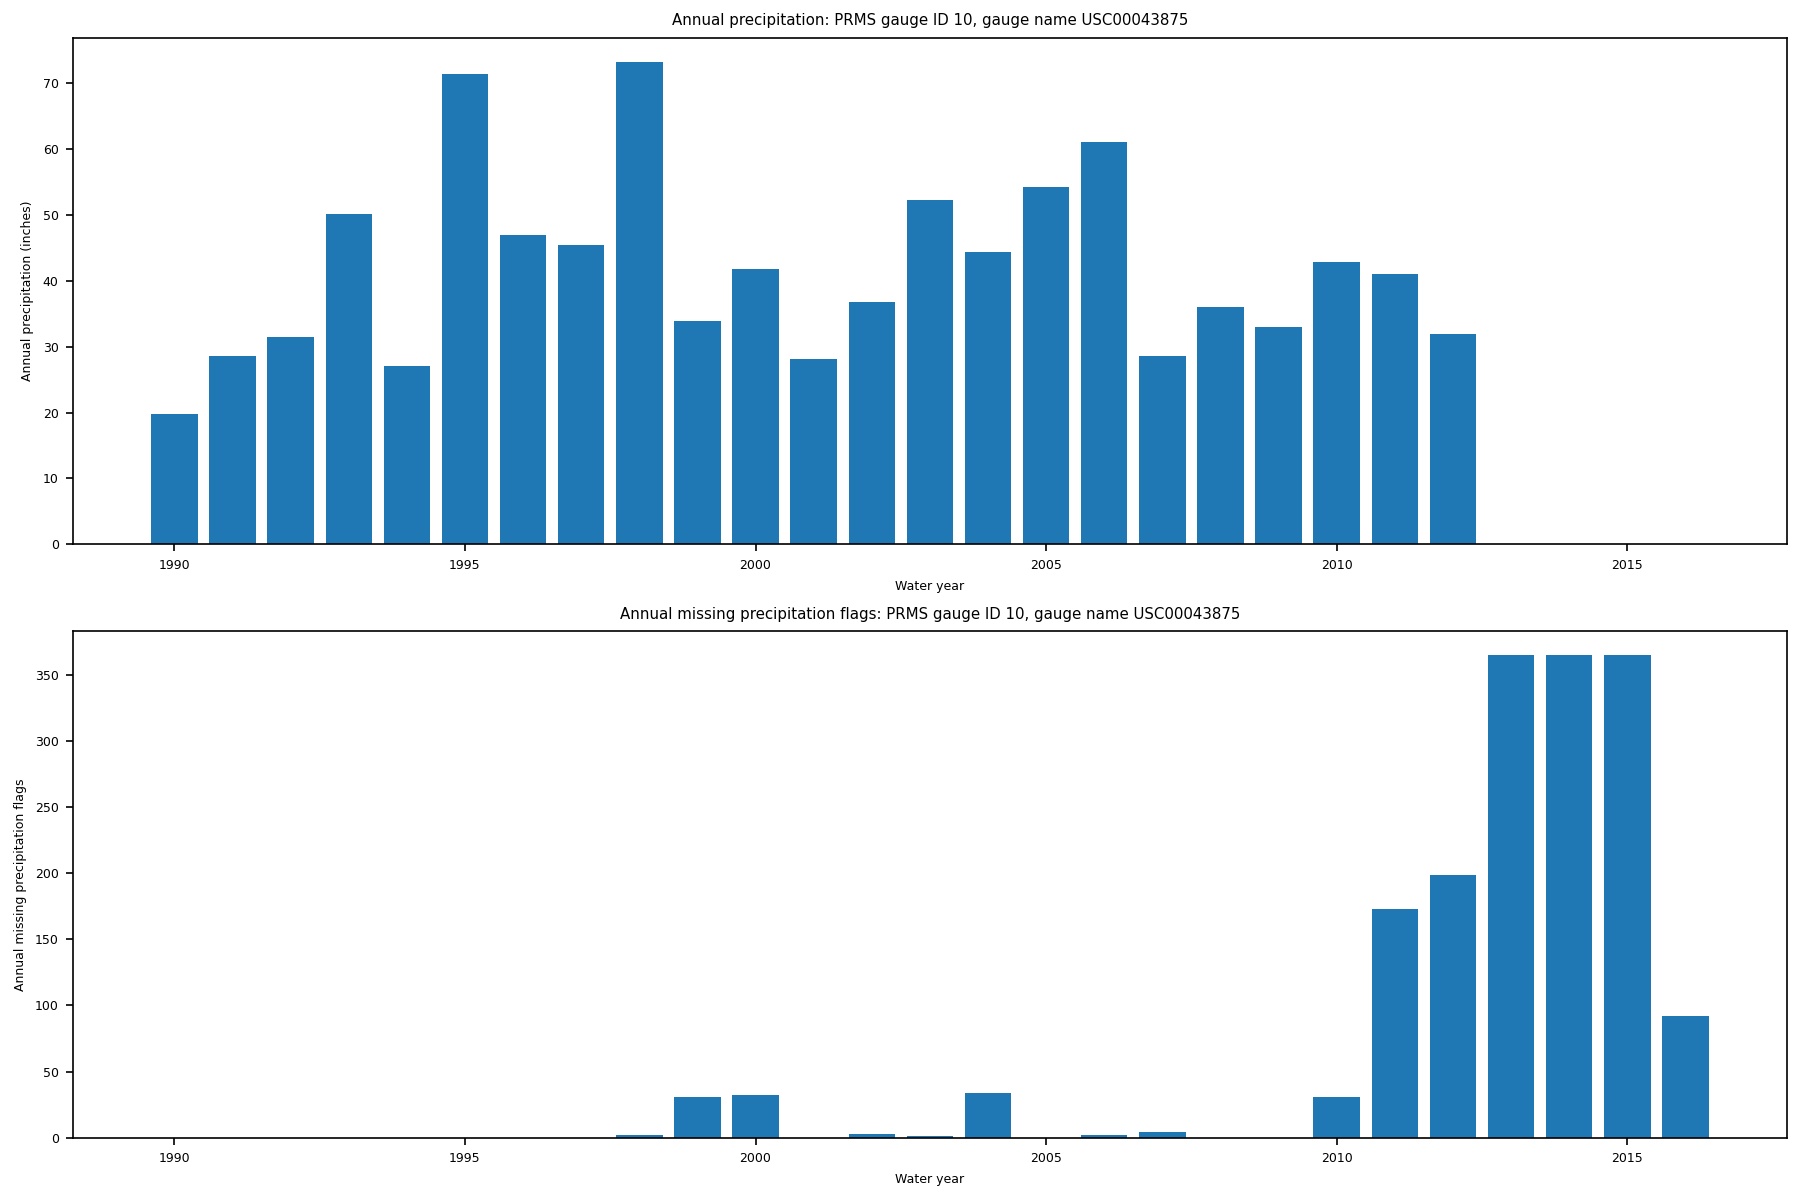 Annual precipitation: PRMS gauge ID 10, gauge name USC00043875
70
60
50
40
30
20
10
0
Annual precipitation (inches)
1990 1995 2000 2005 2010 2015
Water year
Annual missing precipitation flags: PRMS gauge ID 10, gauge name USC00043875
350
300
250
200
150
100
50
0
Annual missing precipitation flags
1990 1995 2000 2005 2010 2015
Water year